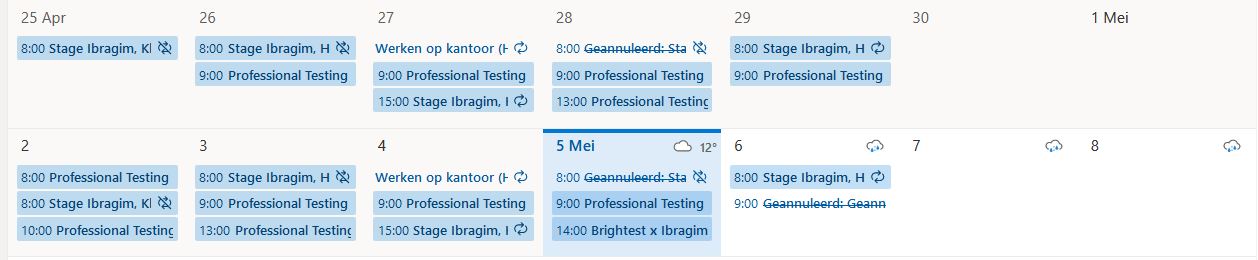 25 Apr
8:00 Stage Ibragim, Kl
26
8:00 Stage Ibragim, H
9:00 Professional Testing
27
Werken op kantoor (H
9:00 Professional Testing
15:00 Stage Ibragim, I
28
8:00 Geannuleerd: Sta
9:00 Professional Testing
13:00 Professional Testing
29
8:00 Stage Ibragim, H
9:00 Professional Testing
30
1 Mei
2
8:00 Professional Testing
8:00 Stage Ibragim, Kl
10:00 Professional Testing
3
8:00 Stage Ibragim, H
9:00 Professional Testing
13:00 Professional Testing
4
Werken op kantoor (H
9:00 Professional Testing
15:00 Stage Ibragim, I
5 Mei 12°
8:00 Geannuleerd: Sta
9:00 Professional Testing
14:00 Brightest x Ibragim
6
8:00 Stage Ibragim, H
9:00 Geannuleerd: Geann
7
8